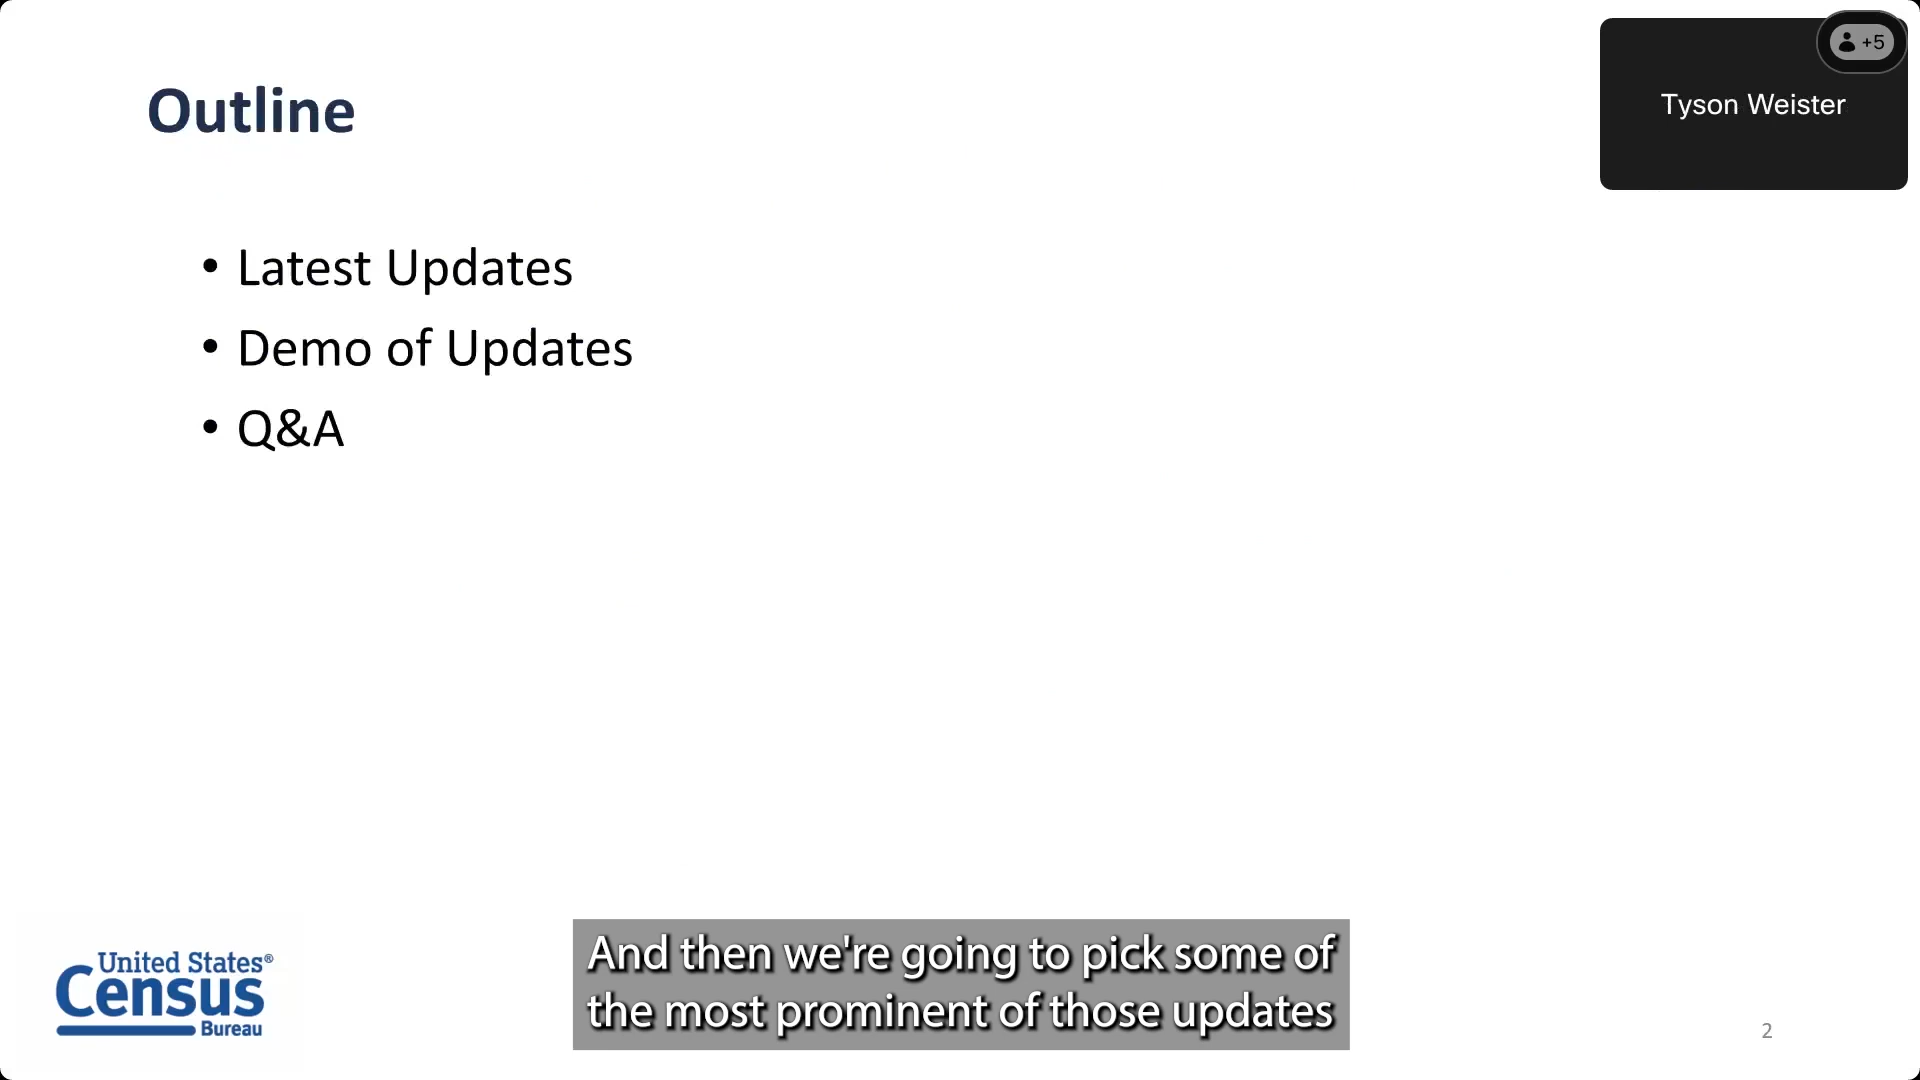 Outline
+5
Tyson Weister
• Latest Updates
• Demo of Updates
• Q&A
United States®
Census
Bureau
And then we're going to pick some of
the most prominent of those updates
2